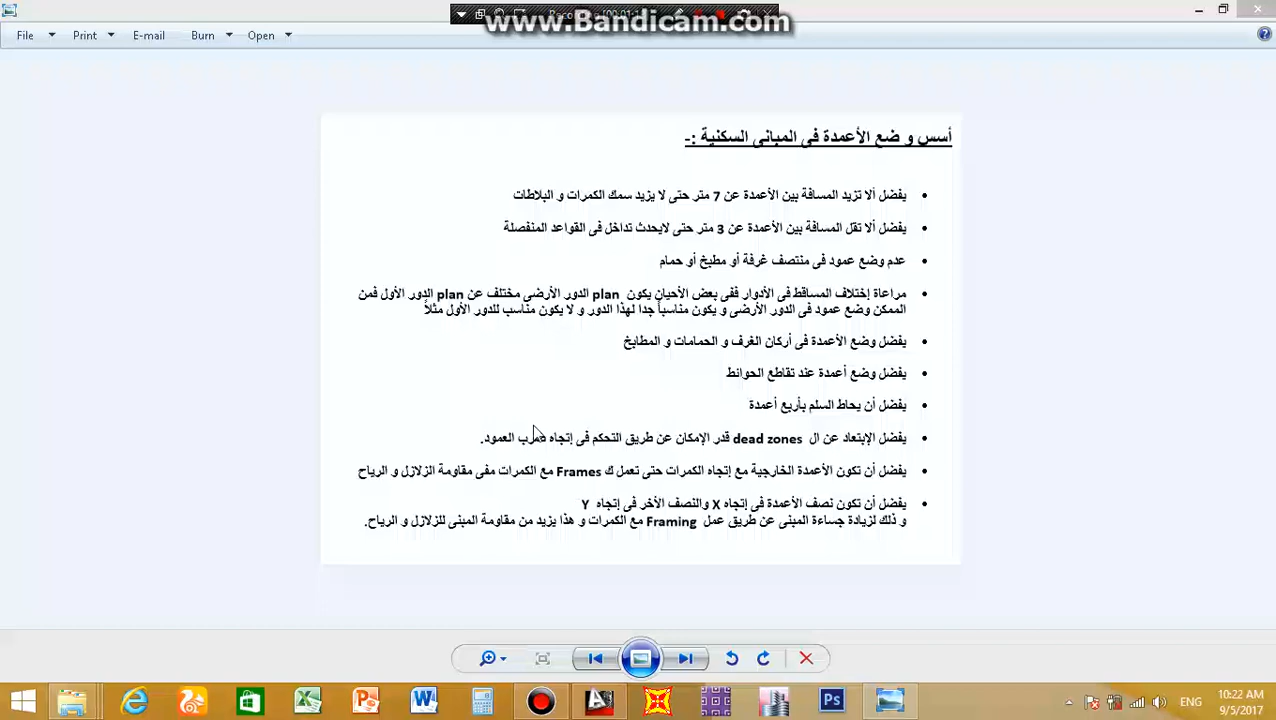 www.Bandicam.com
File Print E-mail Burn Open
أسس و ضع الأعمدة فى المبانى السكنية :-
يفضل ألا تزيد المسافة بين الأعمدة عن 7 متر حتى لا يزيد سمك الكمرات و البلاطات
يفضل ألا تقل المسافة بين الأعمدة عن 3 متر حتى لايحدث تداخل فى القواعد المنفصلة
عدم وضع عمود فى منتصف غرفة أو مطبخ أو حمام
مراعاة إختلاف المساقط فى الأدوار ففى بعض الأحيان يكون plan الدور الأرضى مختلف عن plan الدور الأول فمن
الممكن وضع عمود فى الدور الأرضى و يكون مناسباً جدا لهذا الدور و لا يكون مناسب للدور الأول مثلاً
يفضل وضع الأعمدة فى أركان الغرف و الحمامات و المطابخ
يفضل وضع أعمدة عند تقاطع الحوائط
يفضل أن يحاط السلم بأربع أعمدة
يفضل الإبتعاد عن ال dead zones قدر الإمكان عن طريق التحكم فى إتجاه العمود.
يفضل أن تكون الأعمدة الخارجية مع إتجاه الكمرات حتى تعمل ك Frames مع الكمرات مفى مقاومة الزلازل و الرياح
يفضل أن تكون نصف الأعمدة فى إتجاه X والنصف الأخر فى إتجاه Y
و ذلك لزيادة جساءة المبنى عن طريق عمل Framing مع الكمرات و هذا يزيد من مقاومة المبنى للزلازل و الرياح.
ENG
10:22 AM
9/5/2017